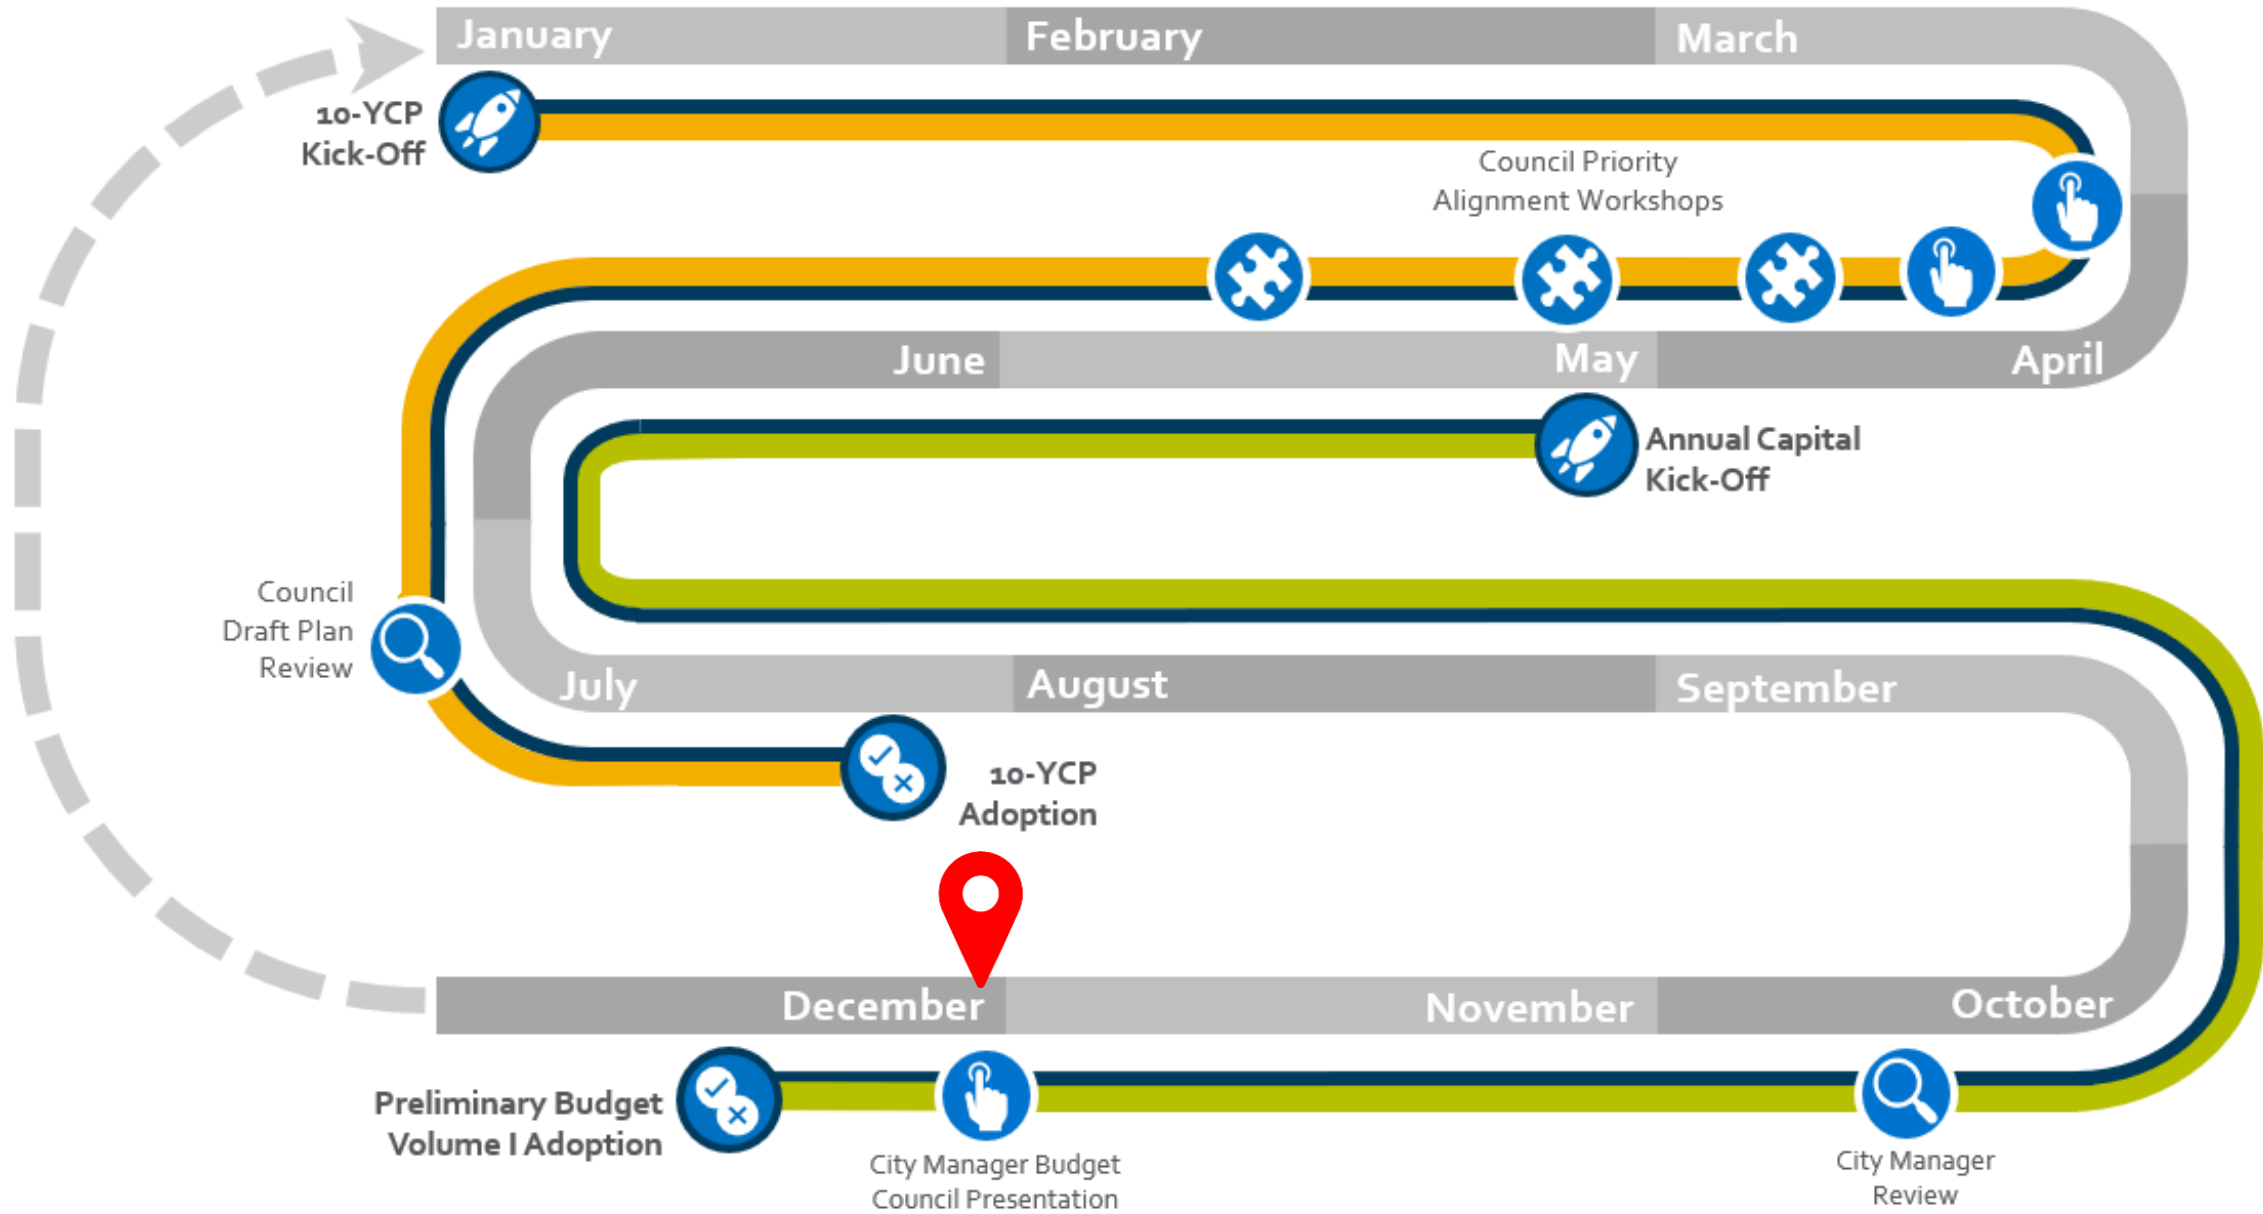 January
February
March
10-YCP
Kick-Off
Council Priority
Alignment Workshops
June
May
April
Annual Capital
Kick-Off
Council
Draft Plan
Review
July
August
September
10-YCP
Adoption
December
November
October
Preliminary Budget
Volume I Adoption
City Manager Budget
Council Presentation
City Manager
Review